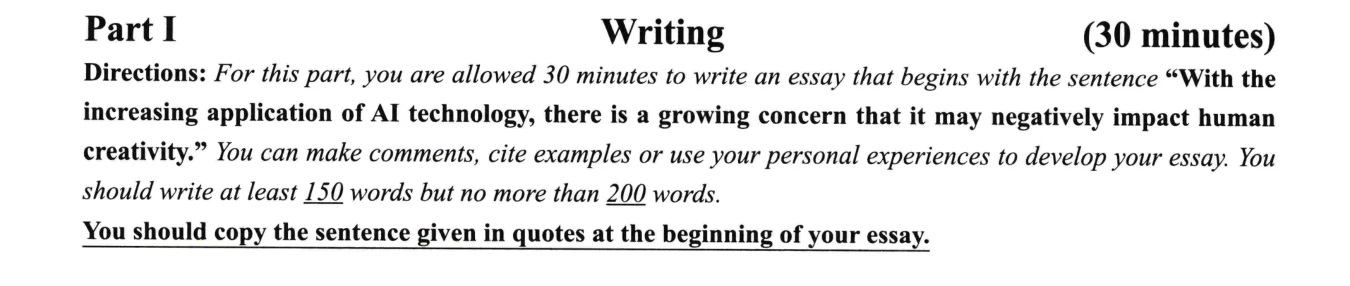 Part I Writing (30 minutes)
Directions: For this part, you are allowed 30 minutes to write an essay that begins with the sentence “With the
increasing application of AI technology, there is a growing concern that it may negatively impact human
creativity.” You can make comments, cite examples or use your personal experiences to develop your essay. You
should write at least 150 words but no more than 200 words.
You should copy the sentence given in quotes at the beginning of your essay.